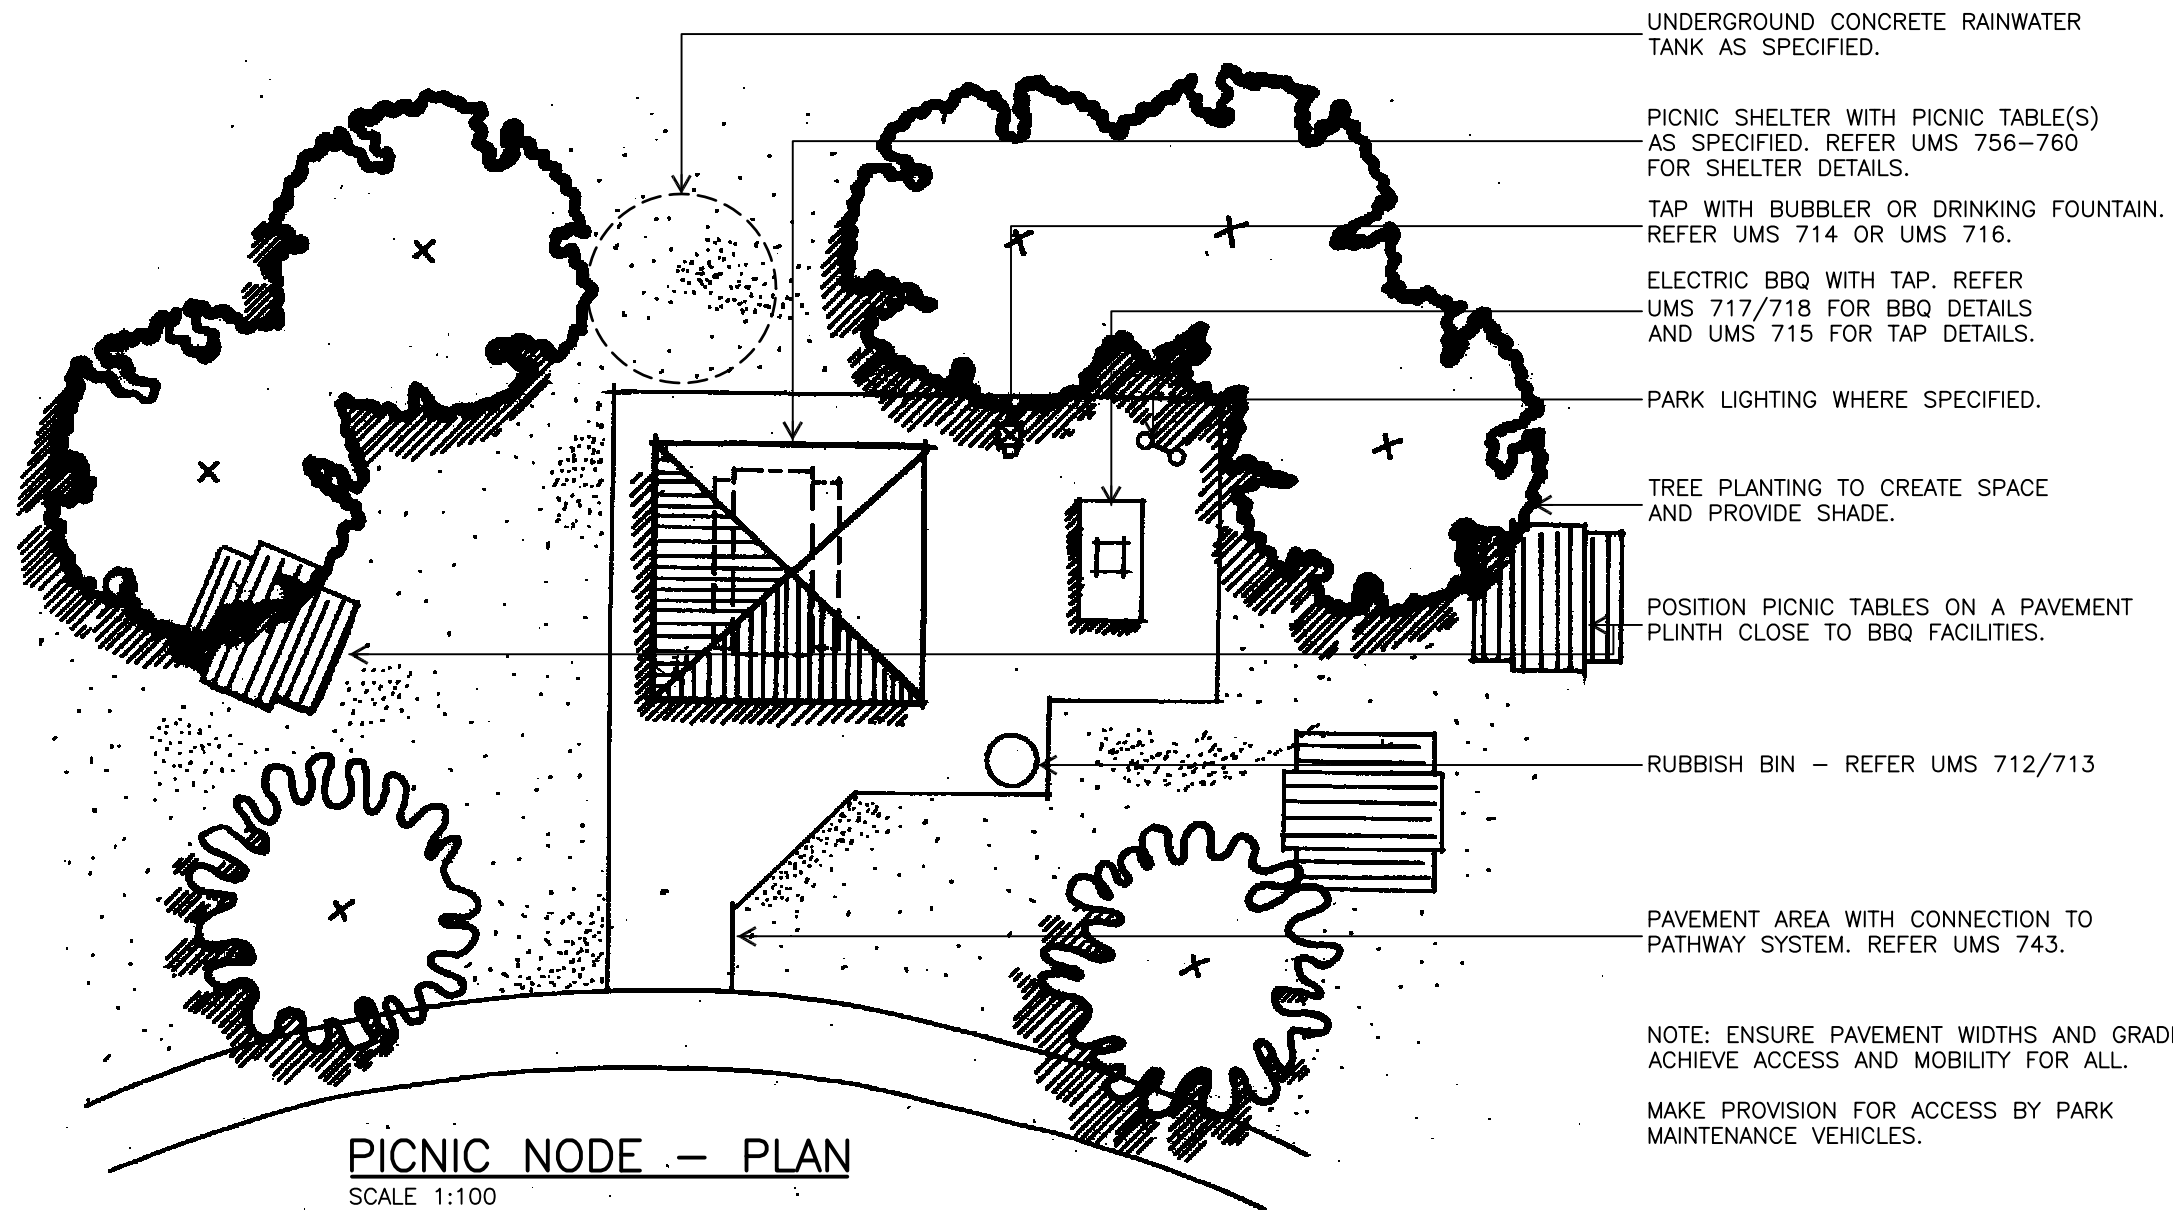 UNDERGROUND CONCRETE RAINWATER
TANK AS SPECIFIED.
PICNIC SHELTER WITH PICNIC TABLE(S)
AS SPECIFIED. REFER UMS 756-760
FOR SHELTER DETAILS.
TAP WITH BUBBLER OR DRINKING FOUNTAIN.
REFER UMS 714 OR UMS 716.
ELECTRIC BBQ WITH TAP. REFER
UMS 717/718 FOR BBQ DETAILS
AND UMS 715 FOR TAP DETAILS.
PARK LIGHTING WHERE SPECIFIED.
TREE PLANTING TO CREATE SPACE
AND PROVIDE SHADE.
POSITION PICNIC TABLES ON A PAVEMENT
PLINTH CLOSE TO BBQ FACILITIES.
RUBBISH BIN - REFER UMS 712/713
PAVEMENT AREA WITH CONNECTION TO
PATHWAY SYSTEM. REFER UMS 743.
NOTE: ENSURE PAVEMENT WIDTHS AND
ACHIEVE ACCESS AND MOBILITY FOR ALL.
MAKE PROVISION FOR ACCESS BY PARK
MAINTENANCE VEHICLES.
PICNIC NODE - PLAN
SCALE 1:100